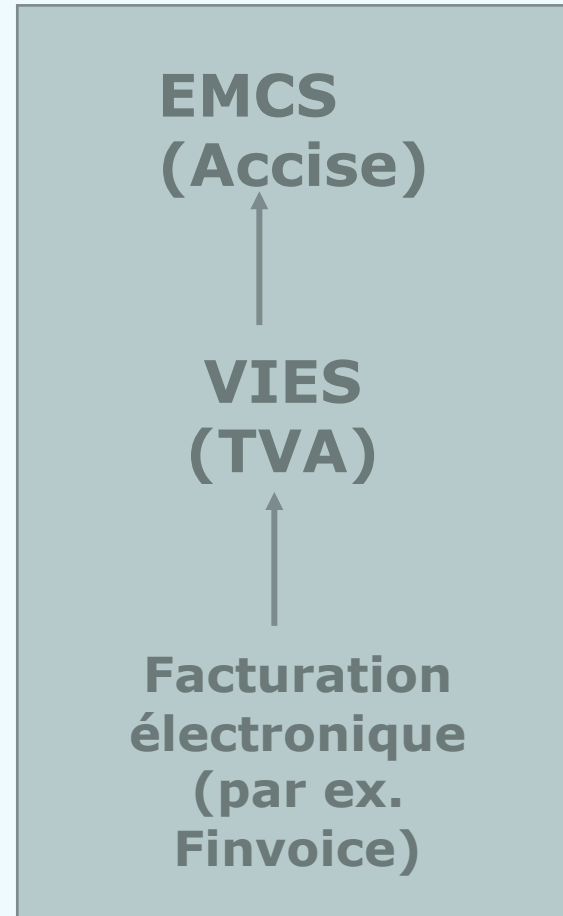 EMCS
(Accise)
VIES
(TVA)
Facturation
électronique
(par ex.
Finvoice)